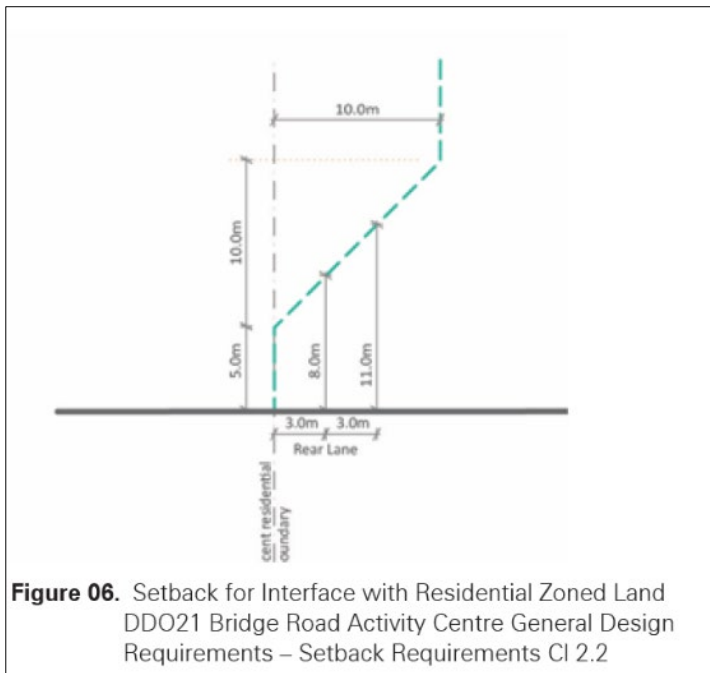 10.0m
10.0m
5.0m
8.0m
11.0m
3.0m 3.0m
Rear Lane
cent residential
oundary
Figure 06. Setback for Interface with Residential Zoned Land
DDO21 Bridge Road Activity Centre General Design
Requirements – Setback Requirements Cl 2.2